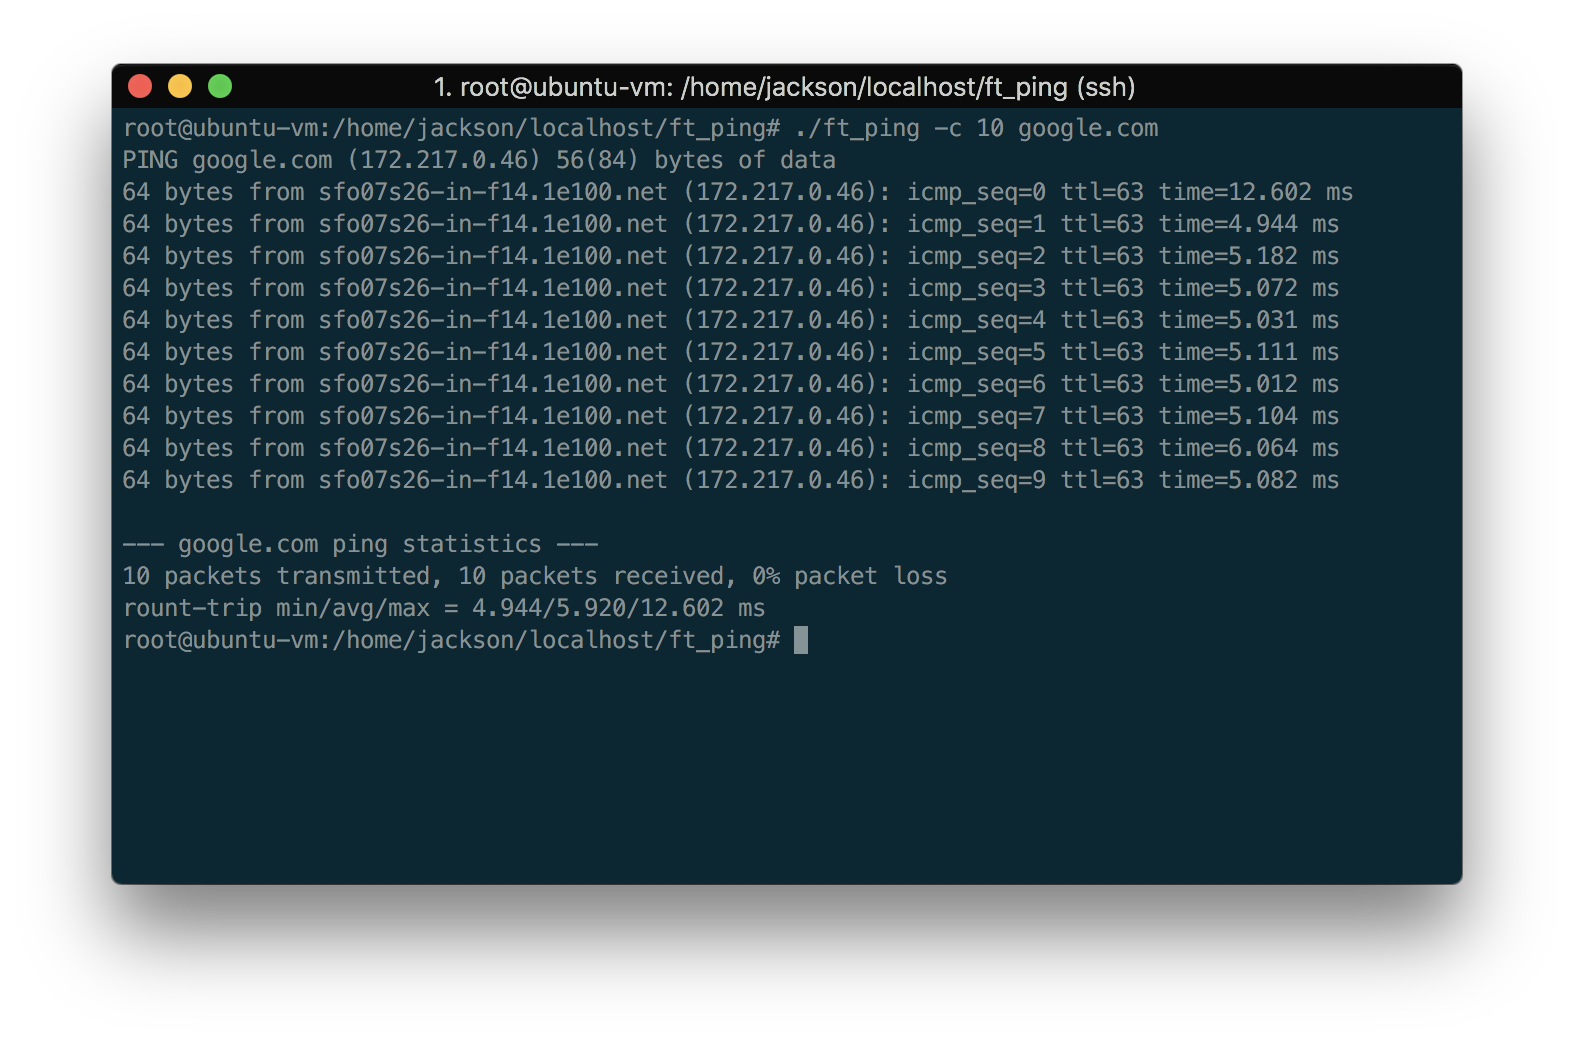 1. root@ubuntu-vm: /home/jackson/localhost/ft_ping (ssh)
root@ubuntu-vm:/home/jackson/localhost/ft_ping# ./ft_ping -c 10 google.com
PING google.com (172.217.0.46) 56(84) bytes of data
64 bytes from sfo07s26-in-f14.1e100.net (172.217.0.46): icmp_seq=0 ttl=63 time=12.602 ms
64 bytes from sfo07s26-in-f14.1e100.net (172.217.0.46): icmp_seq=1 ttl=63 time=4.944 ms
64 bytes from sfo07s26-in-f14.1e100.net (172.217.0.46): icmp_seq=2 ttl=63 time=5.182 ms
64 bytes from sfo07s26-in-f14.1e100.net (172.217.0.46): icmp_seq=3 ttl=63 time=5.072 ms
64 bytes from sfo07s26-in-f14.1e100.net (172.217.0.46): icmp_seq=4 ttl=63 time=5.031 ms
64 bytes from sfo07s26-in-f14.1e100.net (172.217.0.46): icmp_seq=5 ttl=63 time=5.111 ms
64 bytes from sfo07s26-in-f14.1e100.net (172.217.0.46): icmp_seq=6 ttl=63 time=5.012 ms
64 bytes from sfo07s26-in-f14.1e100.net (172.217.0.46): icmp_seq=7 ttl=63 time=5.104 ms
64 bytes from sfo07s26-in-f14.1e100.net (172.217.0.46): icmp_seq=8 ttl=63 time=6.064 ms
64 bytes from sfo07s26-in-f14.1e100.net (172.217.0.46): icmp_seq=9 ttl=63 time=5.082 ms
--- google.com ping statistics ---
10 packets transmitted, 10 packets received, 0% packet loss
rount-trip min/avg/max = 4.944/5.920/12.602 ms
root@ubuntu-vm:/home/jackson/localhost/ft_ping#